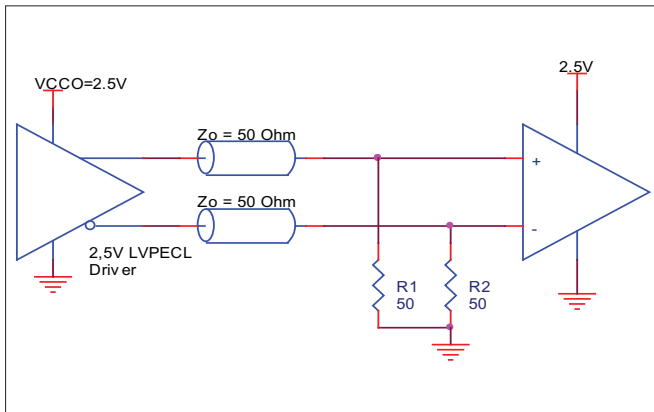 VCCO=2.5V
2.5V
Zo = 50 Ohm
+
Zo = 50 Ohm
-
2,5V LVPECL
Driver
R1
50
R2
50